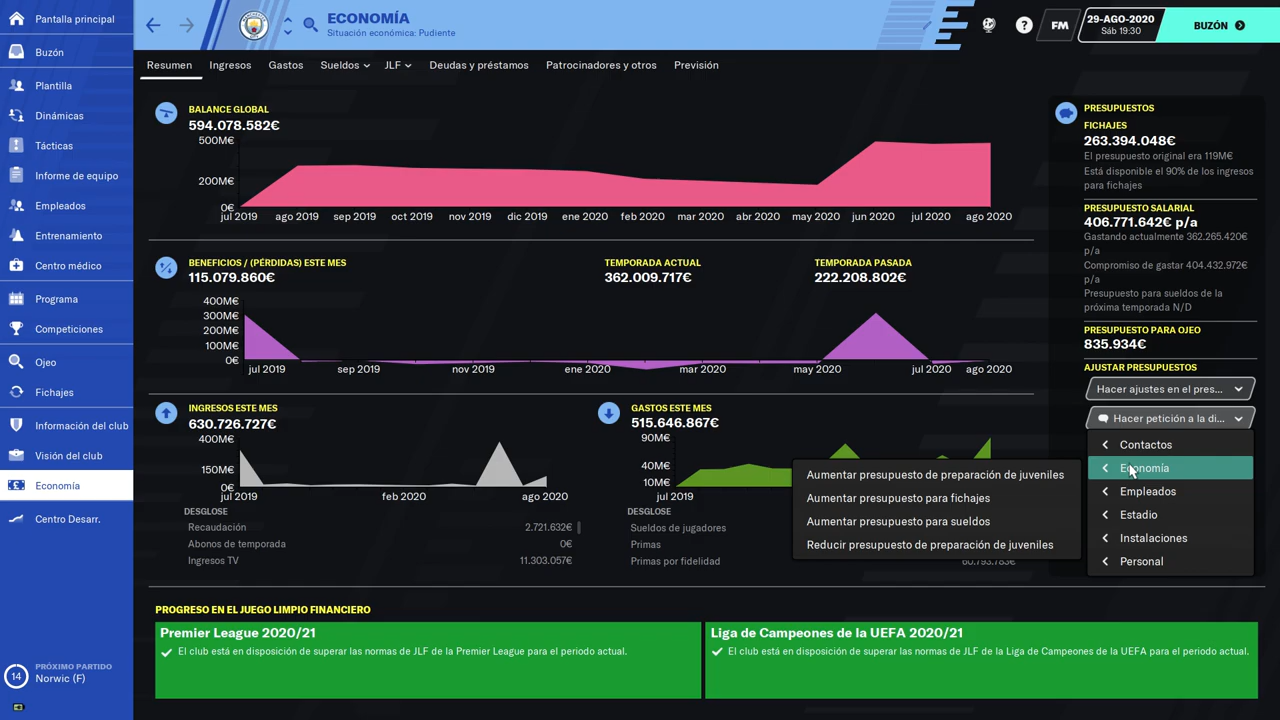 Pantalla principal
Buzón
Plantilla
Dinámicas
Tácticas
Informe de equipo
Empleados
Entrenamiento
Centro médico
Programa
Competiciones
Ojeo
Fichajes
Información del club
Visión del club
Economía
Centro Desarr.
14
PRÓXIMO PARTIDO
Norwic (F)
ECONOMÍA
Situación económica: Pudiente
?
FM
29-AGO-2020
Sáb 19:30
BUZÓN
Resumen
Ingresos
Gastos
Sueldos
JLF
Deudas y préstamos
Patrocinadores y otros
Previsión
BALANCE GLOBAL
594.078.582€
500M€
200M€
0€
jul 2019 ago 2019 sep 2019 oct 2019 nov 2019 dic 2019 ene 2020 feb 2020 mar 2020 abr 2020 may 2020 jun 2020 jul 2020 ago 2020
BENEFICIOS / (PÉRDIDAS) ESTE MES
115.079.860€
TEMPORADA ACTUAL
362.009.717€
TEMPORADA PASADA
222.208.802€
400M€
300M€
200M€
100M€
0€
jul 2019 sep 2019 nov 2019 ene 2020 mar 2020 may 2020 jul 2020 ago 2020
INGRESOS ESTE MES
630.726.727€
400M€
150M€
0€
jul 2019 feb 2020 ago 2020
DESGLOSE
Recaudación 2.721.632€
Abonos de temporada 0€
Ingresos TV 11.303.057€
GASTOS ESTE MES
515.646.867€
90M€
40M€
10M€
jul 2019
DESGLOSE
Sueldos de jugadores
Primas
Primas por fidelidad 60.793.783€
PRESUPUESTOS
FICHAJES
263.394.048€
El presupuesto original era 119M€
Está disponible el 90% de los ingresos
para fichajes
PRESUPUESTO SALARIAL
406.771.642€ p/a
Gastando actualmente 362.265.420€
p/a
Compromiso de gastar 404.432.972€
p/a
Presupuesto para sueldos de la
próxima temporada N/D
PRESUPUESTO PARA OJEO
835.934€
AJUSTAR PRESUPUESTOS
Hacer ajustes en el pres...
Hacer petición a la di...
Contactos
Economía
Empleados
Estadio
Instalaciones
Personal
Aumentar presupuesto de preparación de juveniles
Aumentar presupuesto para fichajes
Aumentar presupuesto para sueldos
Reducir presupuesto de preparación de juveniles
PROGRESO EN EL JUEGO LIMPIO FINANCIERO
Premier League 2020/21
El club está en disposición de superar las normas de JLF de la Premier League para el periodo actual.
Liga de Campeones de la UEFA 2020/21
El club está en disposición de superar las normas de JLF de la Liga de Campeones de la UEFA para el periodo actual.